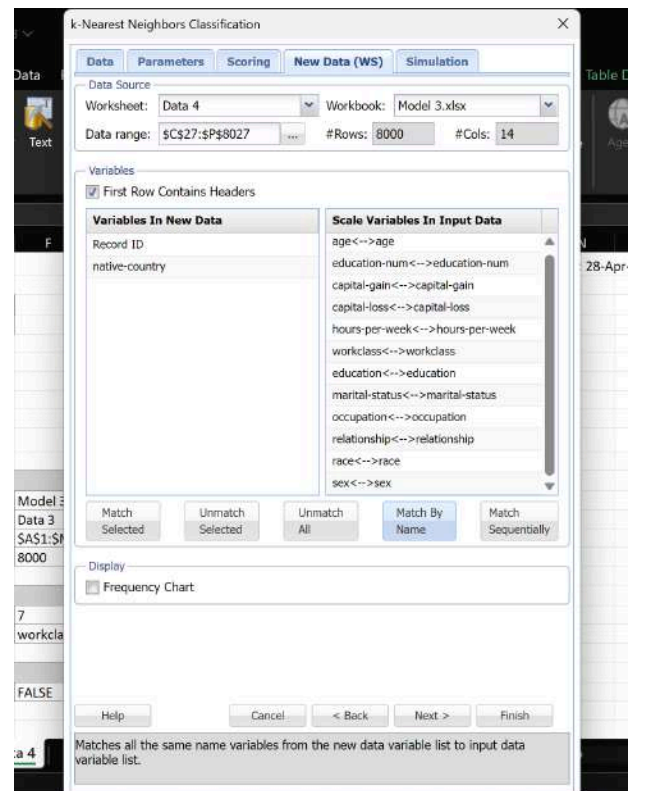 k-Nearest Neighbors Classification
Data Parameters Scoring New Data (WS) Simulation
Data Source
Worksheet: Data 4 Workbook: Model 3.xlsx
Data range: $C$27:$P$8027 ... #Rows: 8000 #Cols: 14
Variables
First Row Contains Headers
Variables In New Data
Record ID
native-country
Scale Variables In Input Data
age<-->age
education-num<-->education-num
capital-gain<-->capital-gain
capital-loss<-->capital-loss
hours-per-week<-->hours-per-week
workclass<-->workclass
education<-->education
marital-status<-->marital-status
occupation<-->occupation
relationship<-->relationship
race<-->race
sex<-->sex
Match Selected
Unmatch Selected
Unmatch All
Match By Name
Match Sequentially
Display
Frequency Chart
Help Cancel < Back Next > Finish
Matches all the same name variables from the new data variable list to input data
variable list.
Data
Text
Table D
F
N
28-Apr-
Model 3
Data 3
$A$1:$N
8000
7
workcla
FALSE
a 4